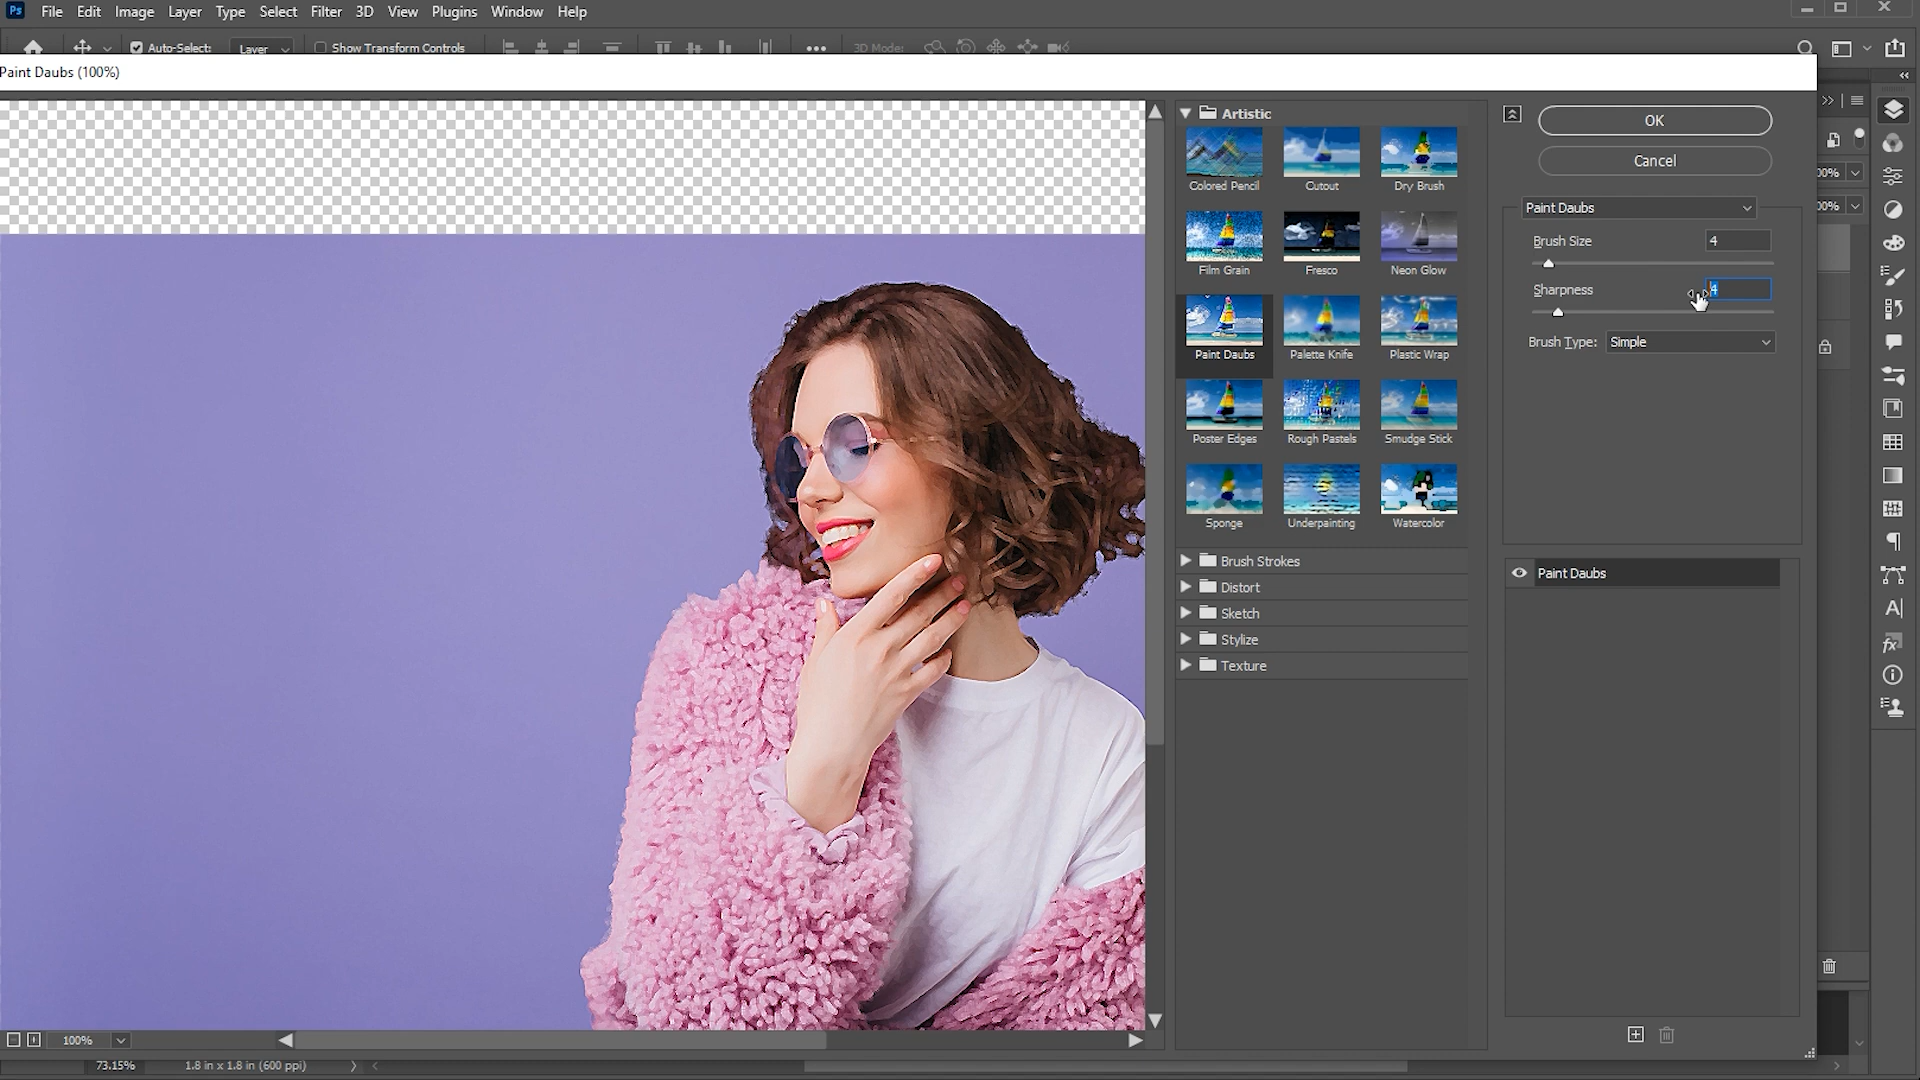 Ps File Edit Image Layer Type Select Filter 3D View Plugins Window Help
Auto-Select: Layer Show Transform Controls 3D Mode:
Paint Daubs (100%)
Artistic
Colored Pencil Cutout Dry Brush
Film Grain Fresco Neon Glow
Paint Daubs Palette Knife Plastic Wrap
Poster Edges Rough Pastels Smudge Stick
Sponge Underpainting Watercolor
Brush Strokes
Distort
Sketch
Stylize
Texture
OK
Cancel
Paint Daubs
Brush Size 4
Sharpness 4
Brush Type: Simple
Paint Daubs
00%
00%
100%
73.15% 1.8 in x 1.8 in (600 ppi)